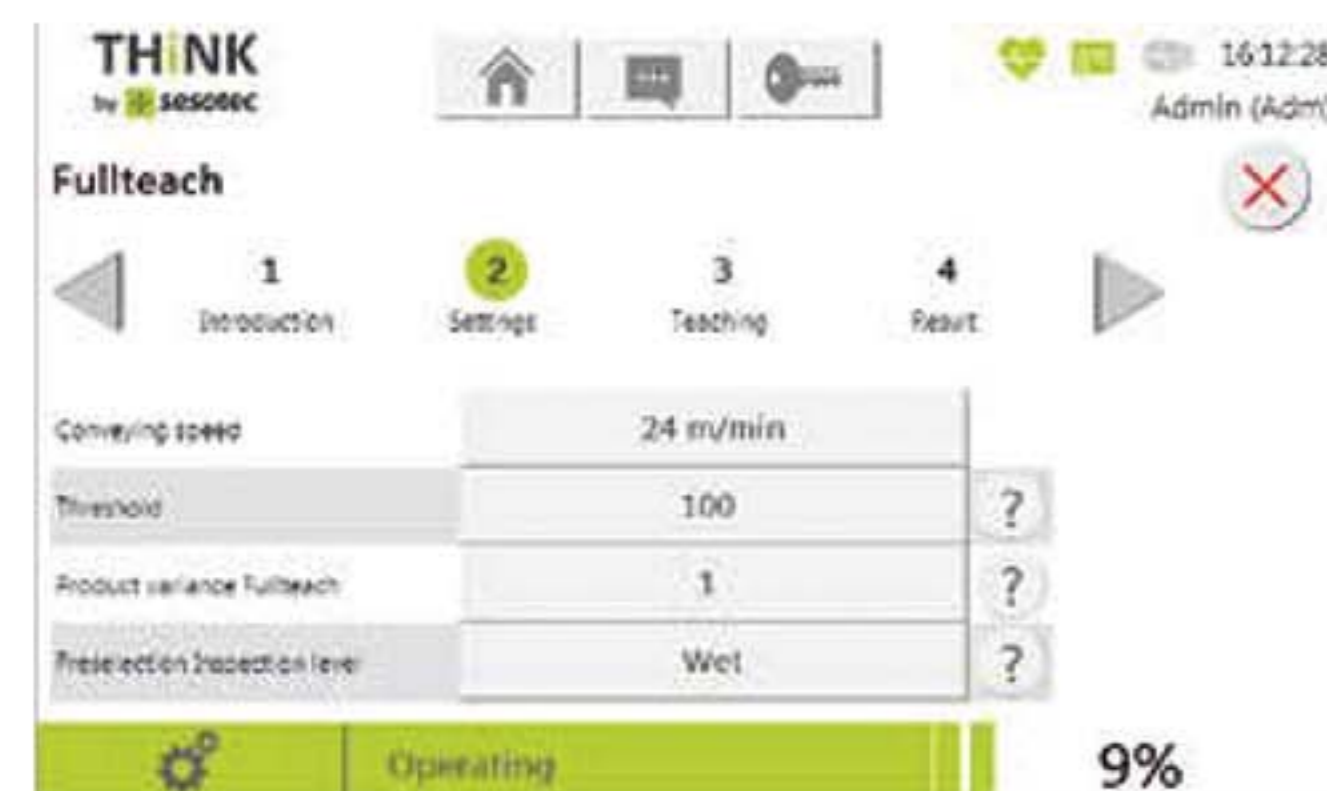 THiNK
by sesotec
16:12:28
Admin (Adm)
Fullteach
1 2 3 4
Introduction Settings Teaching Result
Conveying speed 24 m/min
Threshold 100 ?
Product variance Fullteach 1 ?
Preselection Inspection level Wet ?
Operating 9%